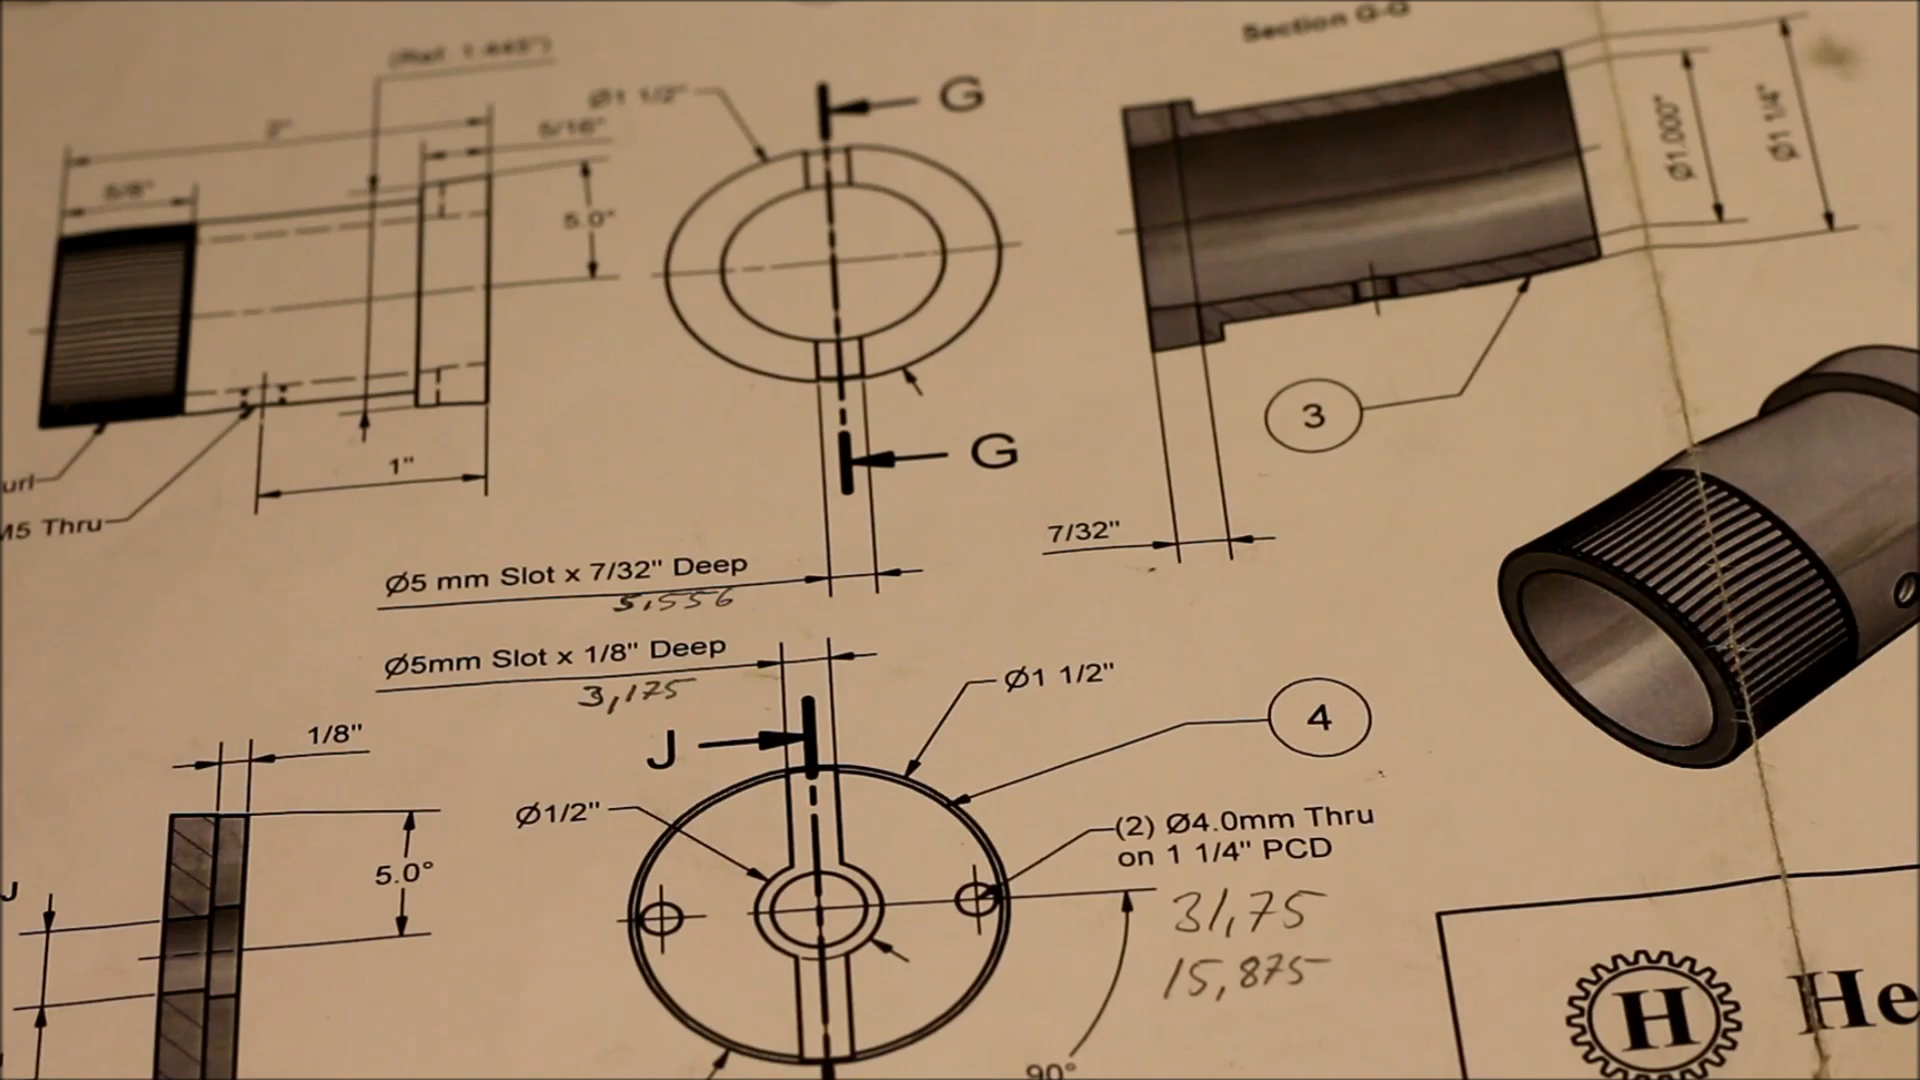 Section G-G
(Ref. 1.445")
Ø1 1/2"
G
2"
5/16"
5/8"
5.0°
Ø1.000"
Ø1 1/4"
3
G
1"
url
M5 Thru
7/32"
Ø5 mm Slot x 7/32" Deep
5,556
Ø5mm Slot x 1/8" Deep
3,175
Ø1 1/2"
4
1/8"
J
Ø1/2"
(2) Ø4.0mm Thru
on 1 1/4" PCD
5.0°
31,75
J
15,875
H
He
90°